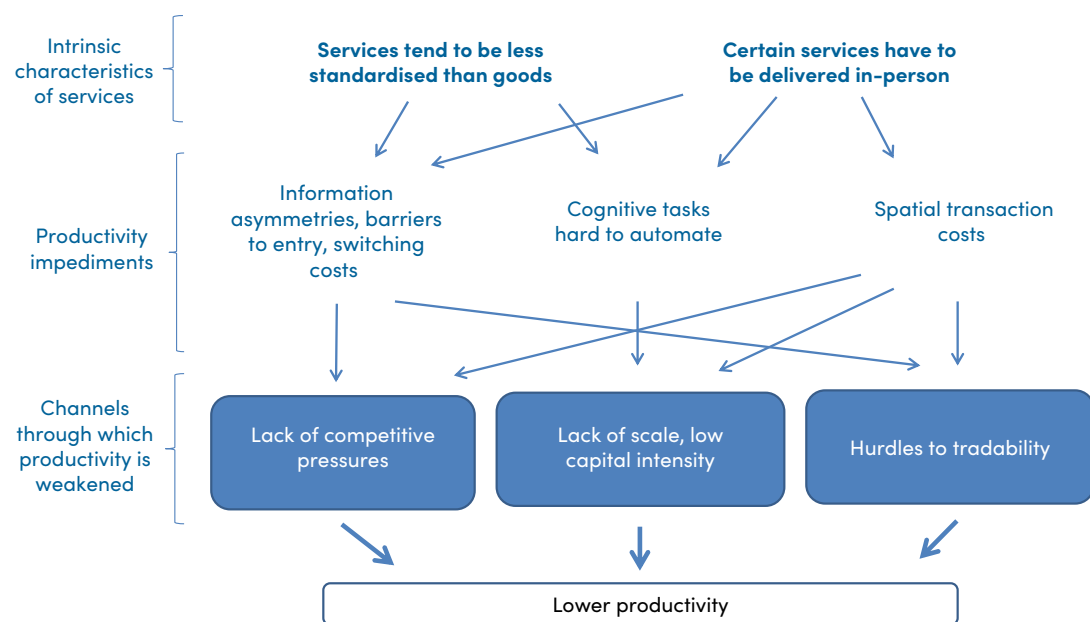 Intrinsic
characteristics
of services
Services tend to be less
standardised than goods
Certain services have to
be delivered in-person
Productivity
impediments
Information
asymmetries, barriers
to entry, switching
costs
Cognitive tasks
hard to automate
Spatial transaction
costs
Channels
through which
productivity is
weakened
Lack of competitive
pressures
Lack of scale, low
capital intensity
Hurdles to tradability
Lower productivity